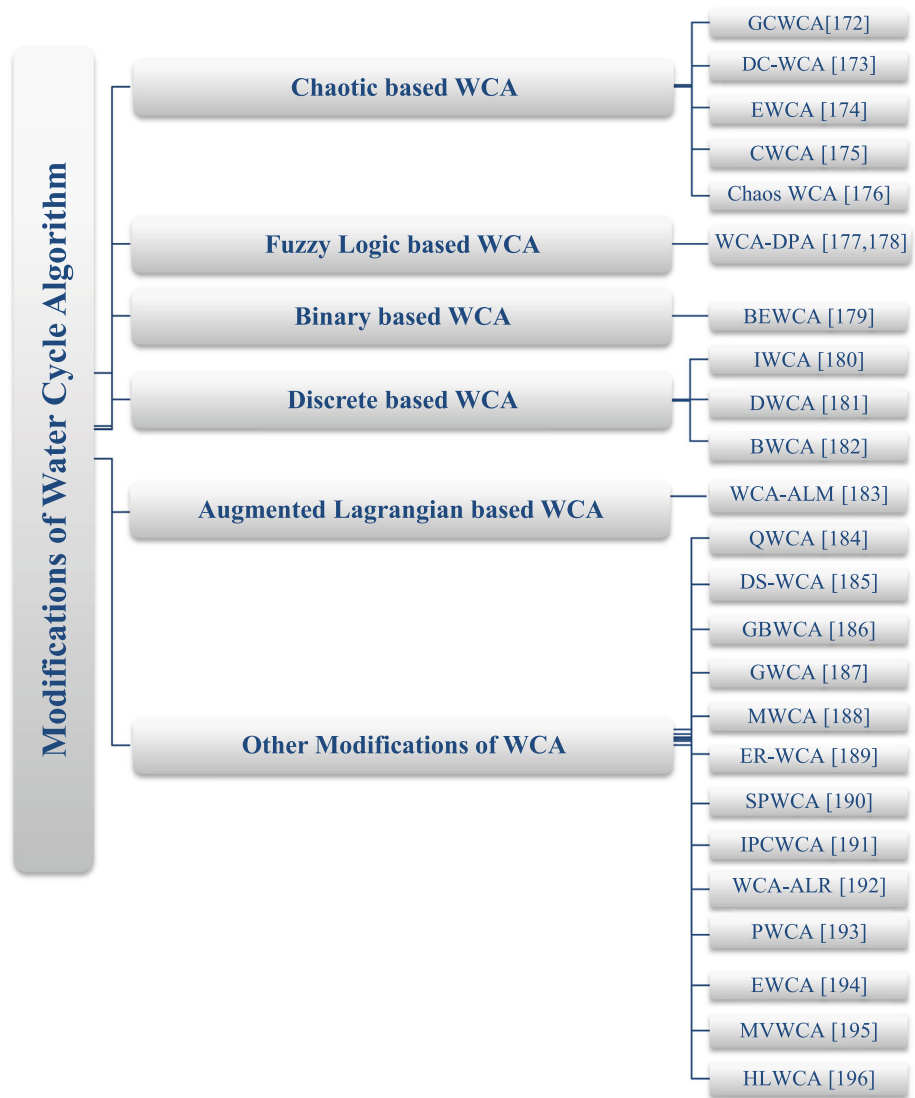 Modifications of Water Cycle Algorithm
Chaotic based WCA
GCWCA[172]
DC-WCA [173]
EWCA [174]
CWCA [175]
Chaos WCA [176]
Fuzzy Logic based WCA
WCA-DPA [177,178]
Binary based WCA
BEWCA [179]
Discrete based WCA
IWCA [180]
DWCA [181]
BWCA [182]
Augmented Lagrangian based WCA
WCA-ALM [183]
Other Modifications of WCA
QWCA [184]
DS-WCA [185]
GBWCA [186]
GWCA [187]
MWCA [188]
ER-WCA [189]
SPWCA [190]
IPCWCA [191]
WCA-ALR [192]
PWCA [193]
EWCA [194]
MVWCA [195]
HLWCA [196]